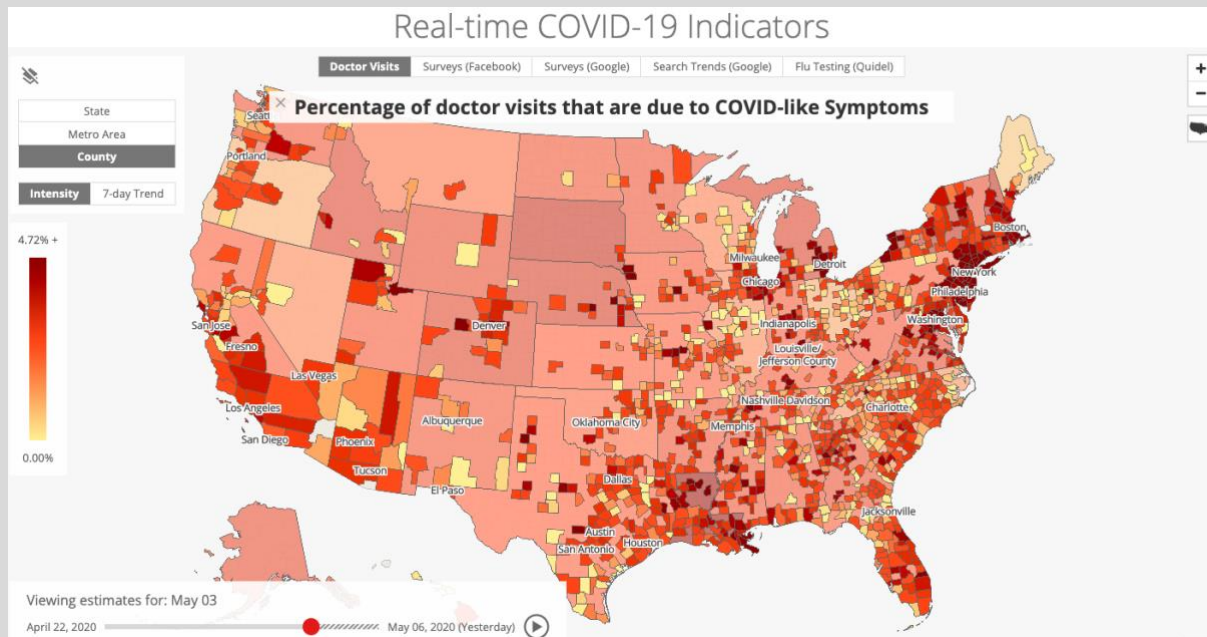 Real-time COVID-19 Indicators
Doctor Visits
Surveys (Facebook)
Surveys (Google)
Search Trends (Google)
Flu Testing (Quidel)
× Percentage of doctor visits that are due to COVID-like Symptoms
State
Metro Area
County
Intensity
7-day Trend
4.72% +
0.00%
+
−
Portland
San Jose
Fresno
Las Vegas
Los Angeles
San Diego
Phoenix
Tucson
Denver
Albuquerque
El Paso
Oklahoma City
Dallas
Austin
San Antonio
Houston
Milwaukee
Chicago
Detroit
Indianapolis
Louisville/
Jefferson County
Nashville Davidson
Memphis
Charlotte
Jacksonville
Boston
New York
Philadelphia
Washington
Viewing estimates for: May 03
April 22, 2020
May 06, 2020 (Yesterday)